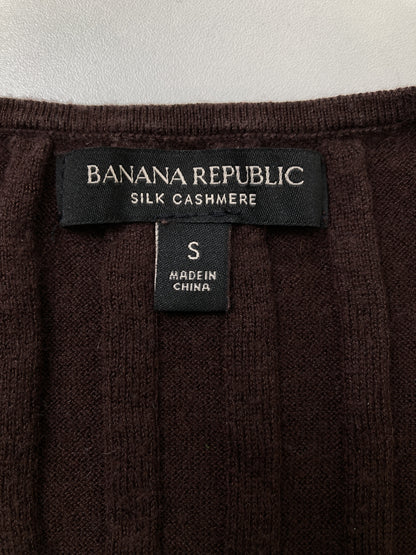 BANANA REPUBLIC
SILK CASHMERE
S
MADE IN
CHINA